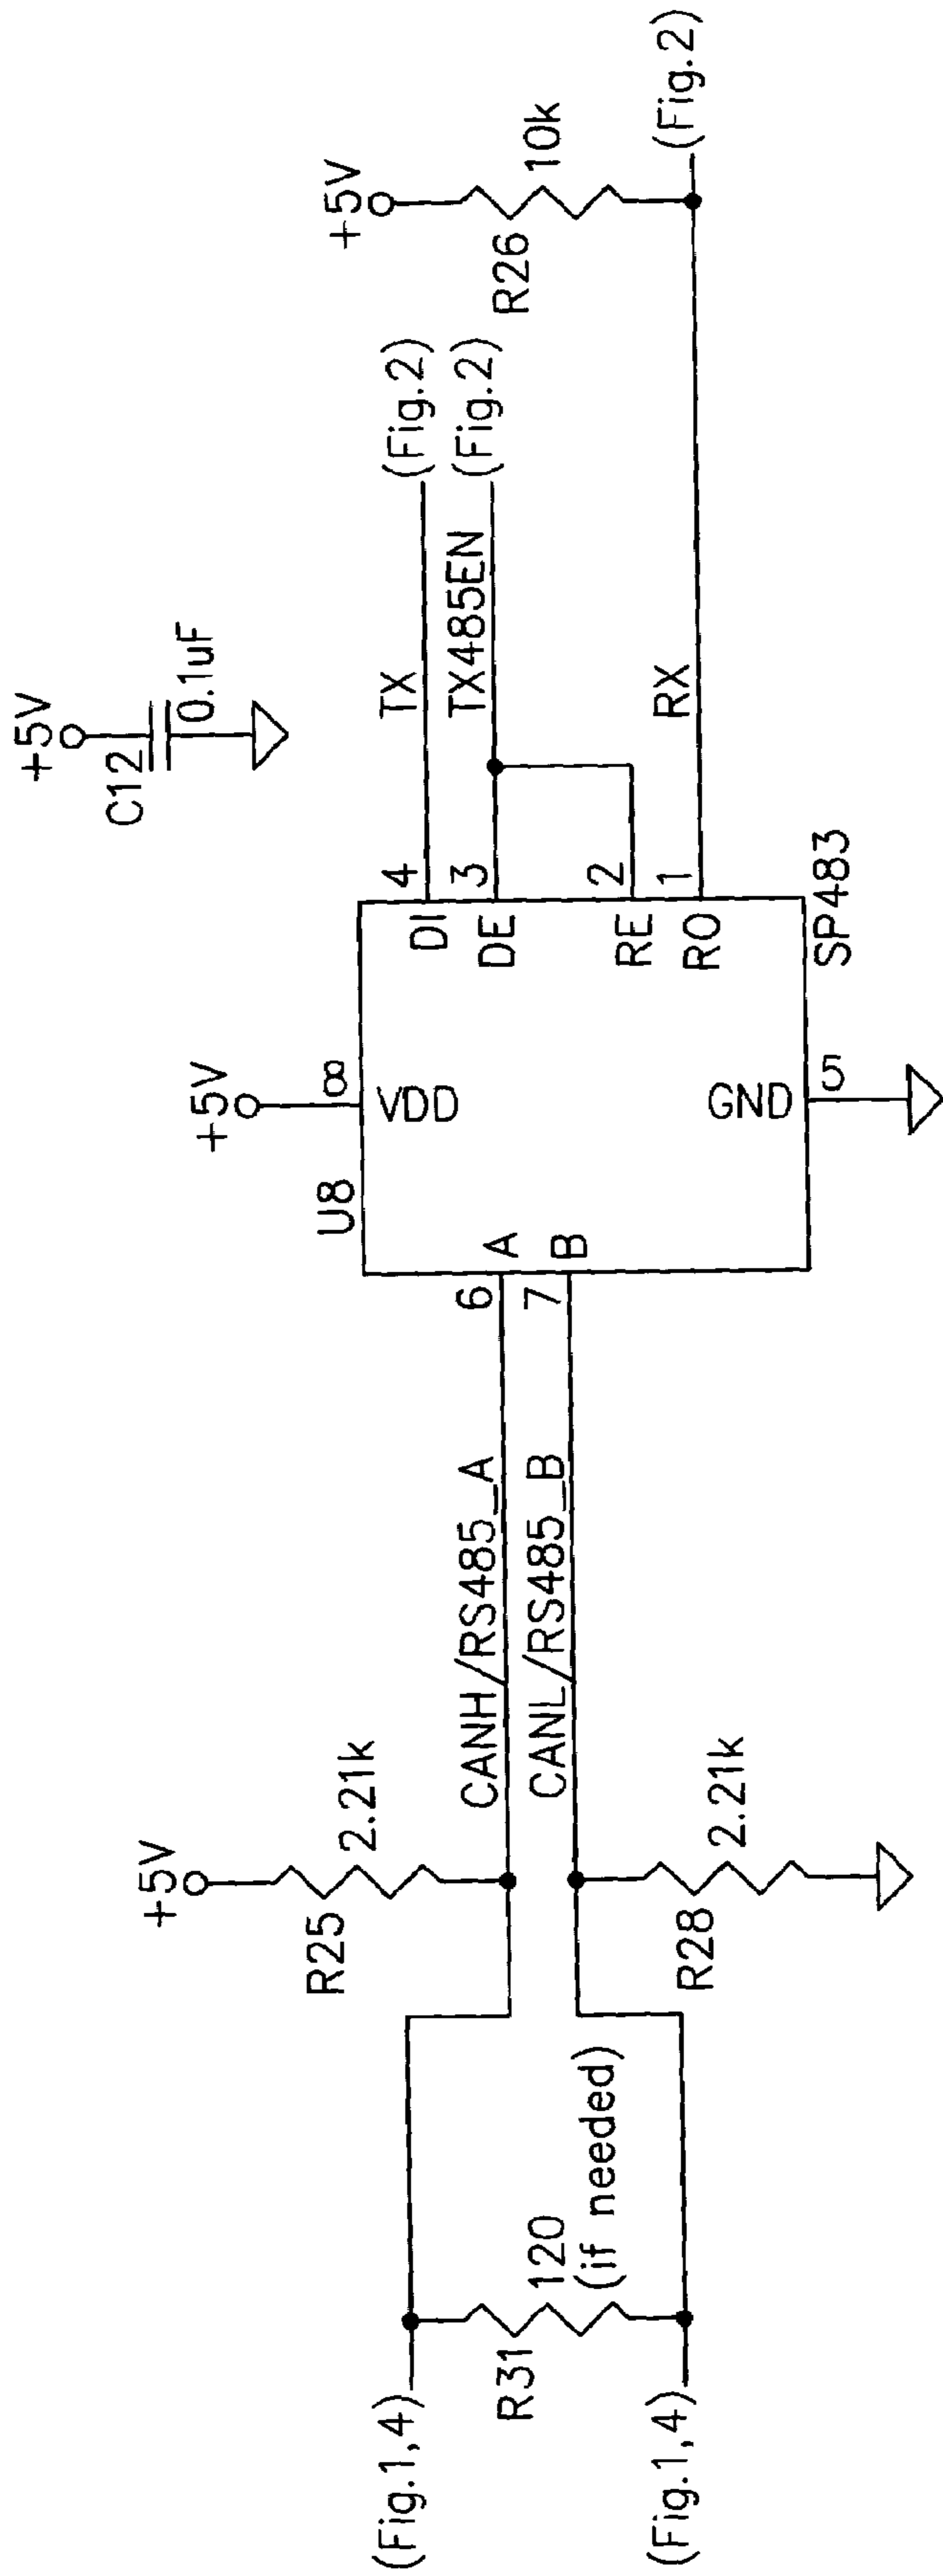 (Fig.1,4)
(Fig.1,4)
R31
120
(if needed)
+5V
R25
2.21k
R28
2.21k
CANH/RS485_A
CANL/RS485_B
6
7
A
B
U8
+5V
8
VDD
GND
5
DI
DE
RE
RO
4
3
2
1
SP483
+5V
C12
0.1uF
TX
TX485EN
RX
(Fig.2)
(Fig.2)
+5V
R26
10k
(Fig.2)